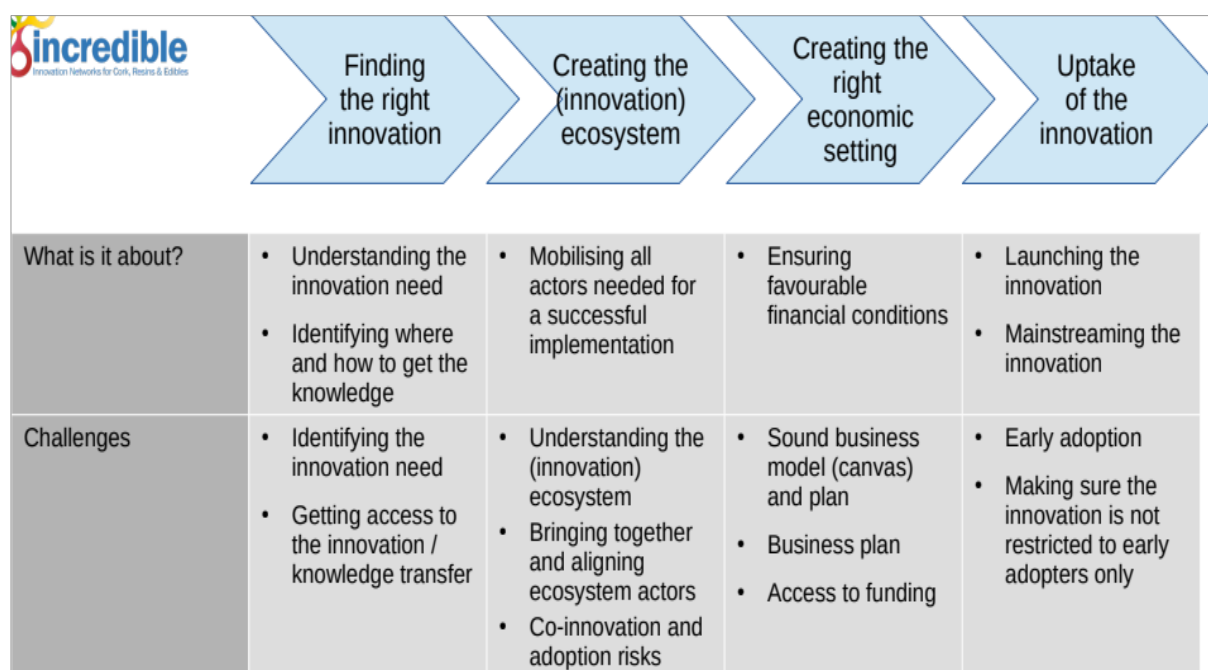 incredible
Innovation Networks for Cork, Resins & Edibles
Finding
the right
innovation
Creating the
(innovation)
ecosystem
Creating the
right
economic
setting
Uptake
of the
innovation
What is it about?
• Understanding the
innovation need
• Identifying where
and how to get the
knowledge
• Mobilising all
actors needed for
a successful
implementation
• Ensuring
favourable
financial conditions
• Launching the
innovation
• Mainstreaming the
innovation
Challenges
• Identifying the
innovation need
• Getting access to
the innovation /
knowledge transfer
• Understanding the
(innovation)
ecosystem
• Bringing together
and aligning
ecosystem actors
• Co-innovation and
adoption risks
• Sound business
model (canvas)
and plan
• Business plan
• Access to funding
• Early adoption
• Making sure the
innovation is not
restricted to early
adopters only